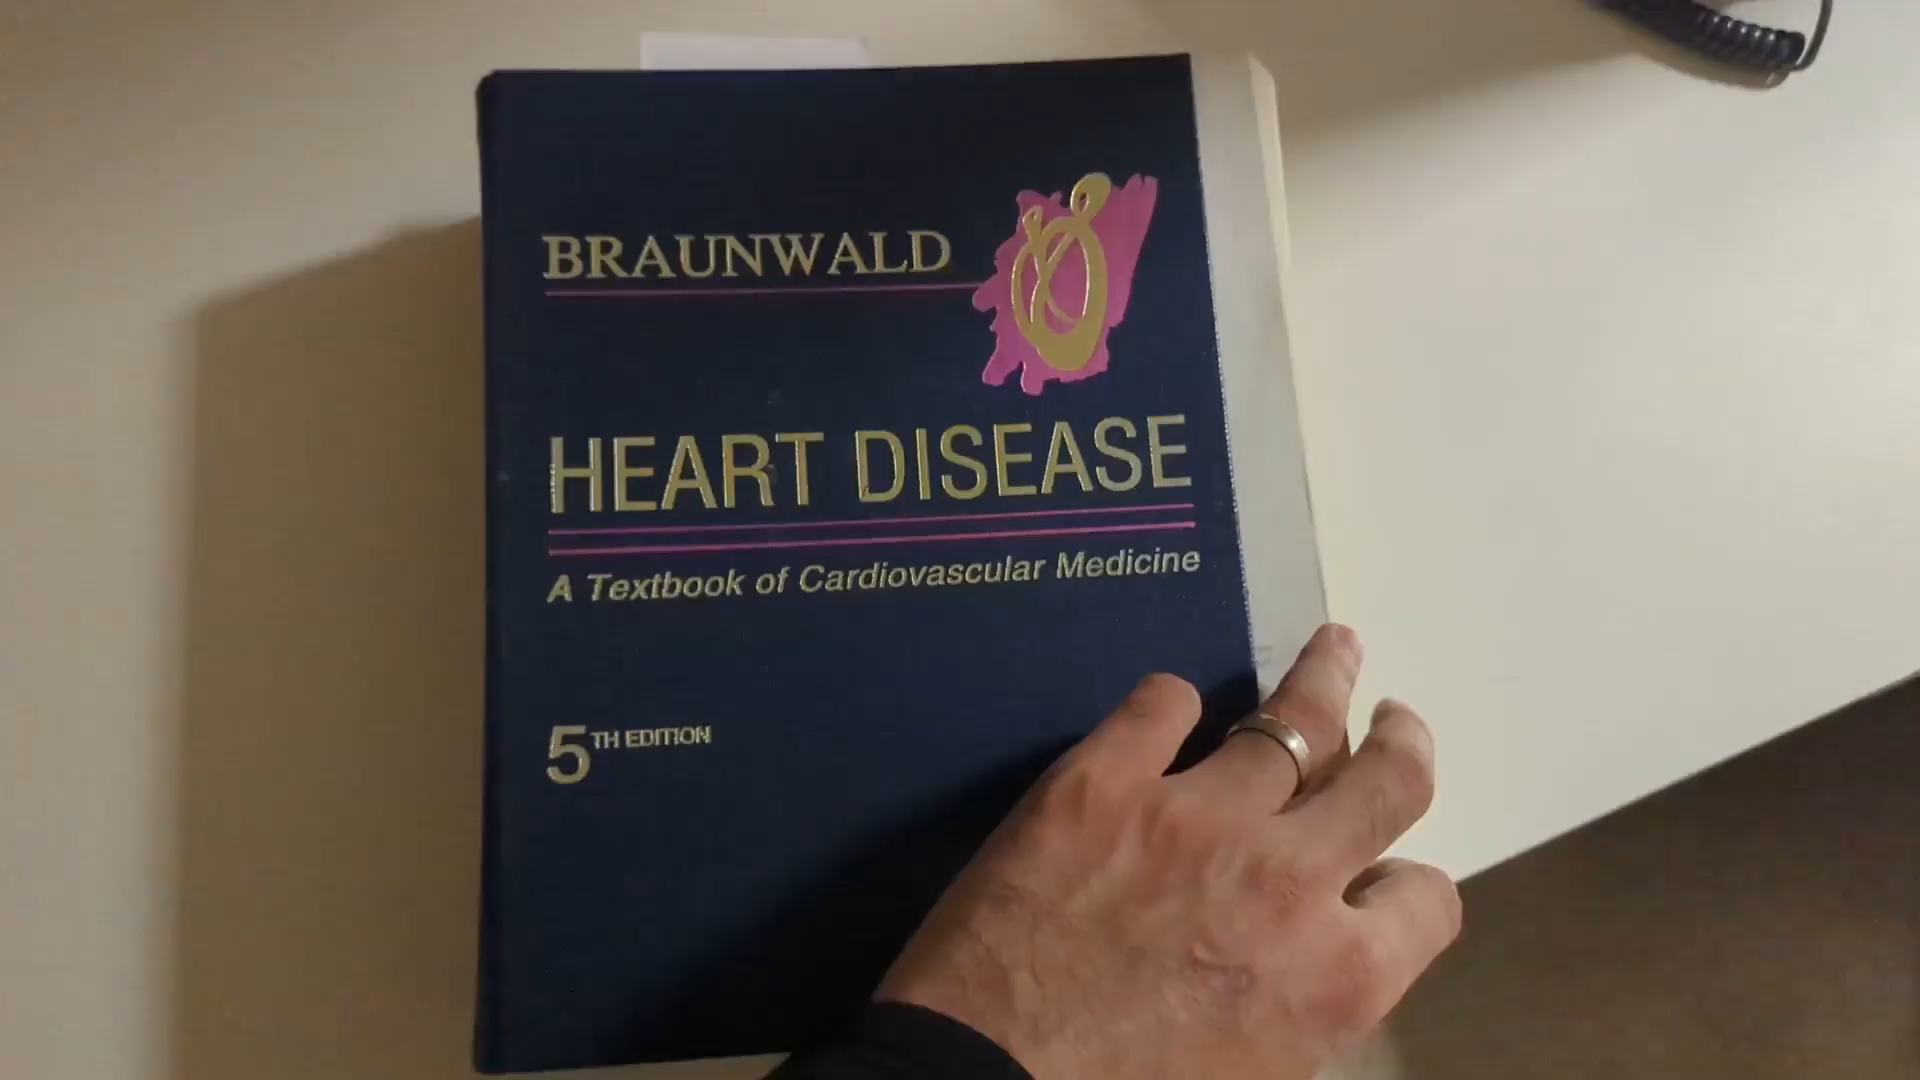 BRAUNWALD
HEART DISEASE
A Textbook of Cardiovascular Medicine
5TH EDITION